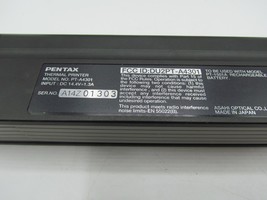 PENTAX
THERMAL PRINTER
MODEL NO. PT-A4301
INPUT: DC 14.4V⎓1.3A
SER.NO. A14Z01303
FCC ID:DU2PT-A4301
This device complies with Part 15 of
the FCC Rules. Operation is subject to
the following two conditions: (1) this
device may not cause harmful
interference, and (2) this device must
accept any interference received,
including interference that may cause
undesired operation.
This product meets radio interference
noise limits-EN 55022B/L
TO BE USED WITH
RECHARGEABLE
BATTERY
ASAHI OPTICAL CO.,
MADE IN JAPAN